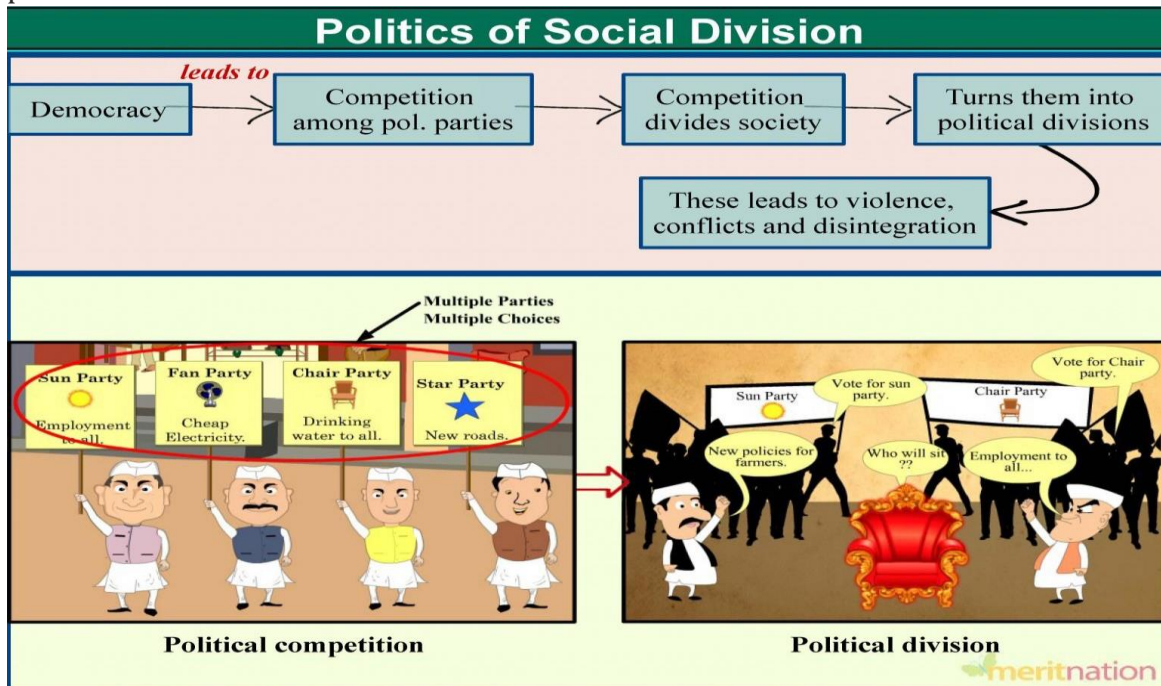 Politics of Social Division
leads to
Democracy
Competition
among pol. parties
Competition
divides society
Turns them into
political divisions
These leads to violence,
conflicts and disintegration
Multiple Parties
Multiple Choices
Sun Party
Employment
to all.
Fan Party
Cheap
Electricity.
Chair Party
Drinking
water to all.
Star Party
New roads.
Political competition
Sun Party
Vote for sun
party.
Chair Party
Vote for Chair
party.
New policies for
farmers.
Who will sit
??
Employment to
all...
Political division
meritnation